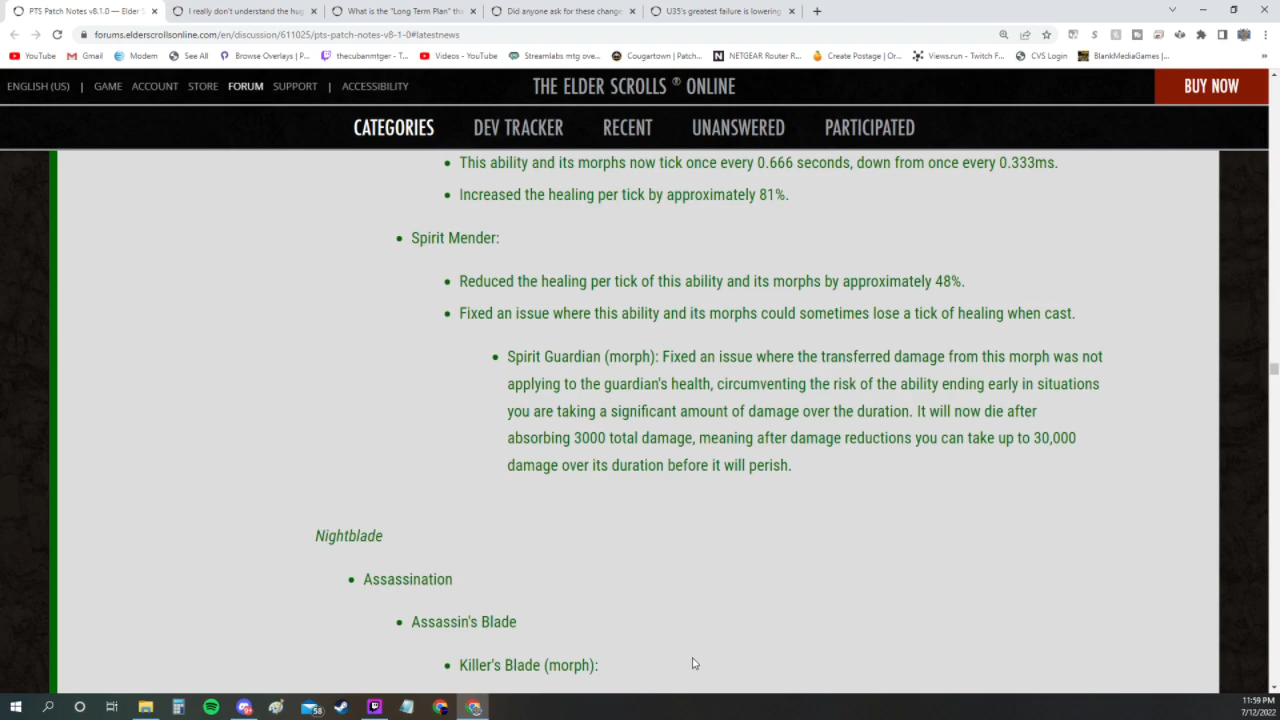 PTS Patch Notes v8.1.0 — Elder S
I really don't understand the hug
What is the "Long Term Plan" tha
Did anyone ask for these change
U35's greatest failure is lowering
forums.elderscrollsonline.com/en/discussion/611025/pts-patch-notes-v8-1-0#latestnews
YouTube
Gmail
Modem
See All
Browse Overlays | P...
thecubanmtger - T...
Videos - YouTube
Streamlabs mtg ove...
Cougartown | Patch...
NETGEAR Router R...
Create Postage | Or...
Views.run - Twitch F...
CVS Login
BlankMediaGames |...
»
ENGLISH (US) | GAME ACCOUNT STORE FORUM SUPPORT | ACCESSIBILITY
THE ELDER SCROLLS ® ONLINE
BUY NOW
CATEGORIES DEV TRACKER RECENT UNANSWERED PARTICIPATED
• This ability and its morphs now tick once every 0.666 seconds, down from once every 0.333ms.
• Increased the healing per tick by approximately 81%.
• Spirit Mender:
• Reduced the healing per tick of this ability and its morphs by approximately 48%.
• Fixed an issue where this ability and its morphs could sometimes lose a tick of healing when cast.
• Spirit Guardian (morph): Fixed an issue where the transferred damage from this morph was not
applying to the guardian's health, circumventing the risk of the ability ending early in situations
you are taking a significant amount of damage over the duration. It will now die after
absorbing 3000 total damage, meaning after damage reductions you can take up to 30,000
damage over its duration before it will perish.
Nightblade
• Assassination
• Assassin's Blade
• Killer's Blade (morph):
58
11:59 PM
7/12/2022